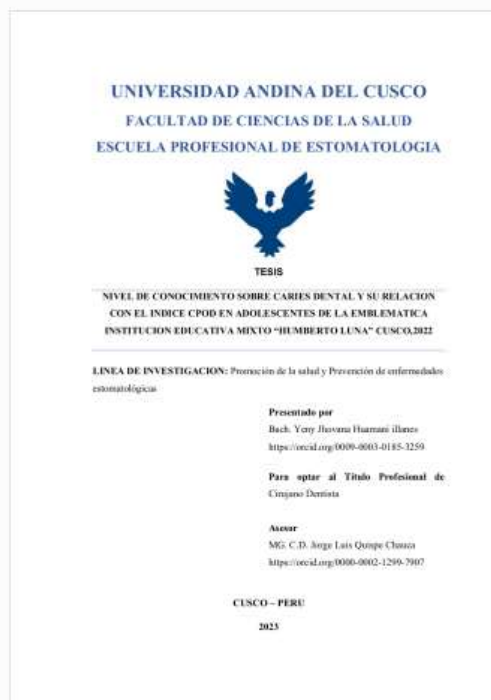 UNIVERSIDAD ANDINA DEL CUSCO
FACULTAD DE CIENCIAS DE LA SALUD
ESCUELA PROFESIONAL DE ESTOMATOLOGIA
TESIS
NIVEL DE CONOCIMIENTO SOBRE CARIES DENTAL Y SU RELACION
CON EL INDICE CPOD EN ADOLESCENTES DE LA EMBLEMATICA
INSTITUCION EDUCATIVA MIXTO “HUMBERTO LUNA” CUSCO,2022
LINEA DE INVESTIGACION: Promoción de la salud y Prevención de enfermedades
estomatológicas
Presentado por
Bach. Yeny Jhovana Huamani illanes
https://orcid.org/0009-0003-0185-3259
Para optar al Título Profesional de
Cirujano Dentista
Asesor
MG. C.D. Jorge Luis Quispe Chauca
https://orcid.org/0000-0002-1299-7907
CUSCO – PERU
2023